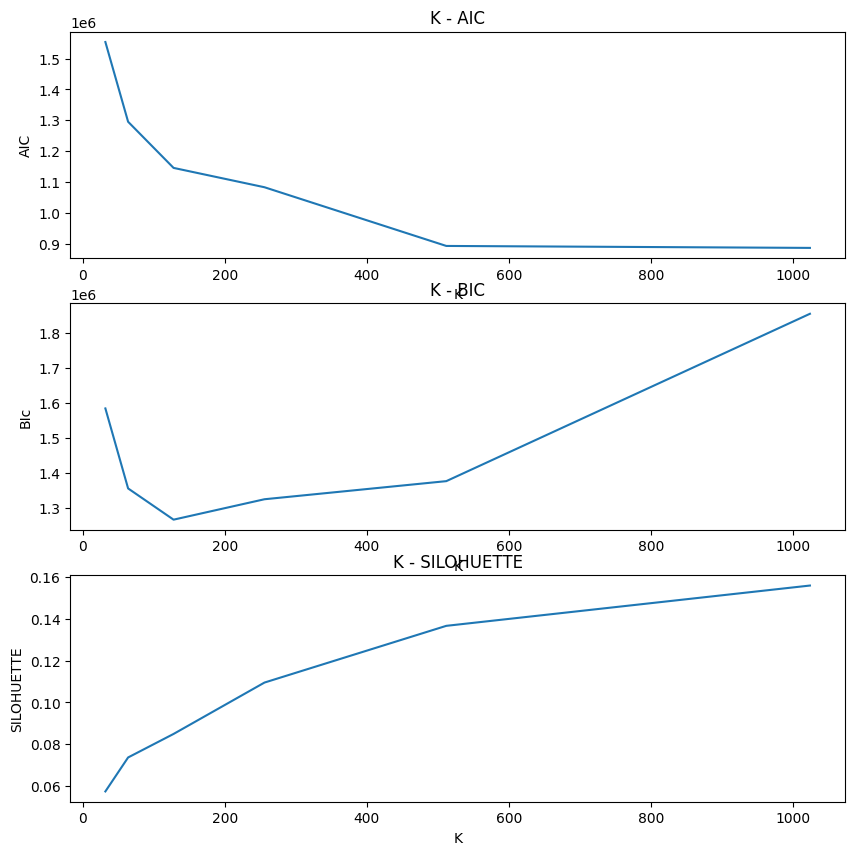 K - AIC
1e6
1.5
1.4
1.3
1.2
1.1
1.0
0.9
AIC
0 200 400 600 800 1000
K
K - BIC
1e6
1.8
1.7
1.6
1.5
1.4
1.3
BIc
0 200 400 600 800 1000
K
K - SILOHUETTE
0.16
0.14
0.12
0.10
0.08
0.06
SILOHUETTE
0 200 400 600 800 1000
K